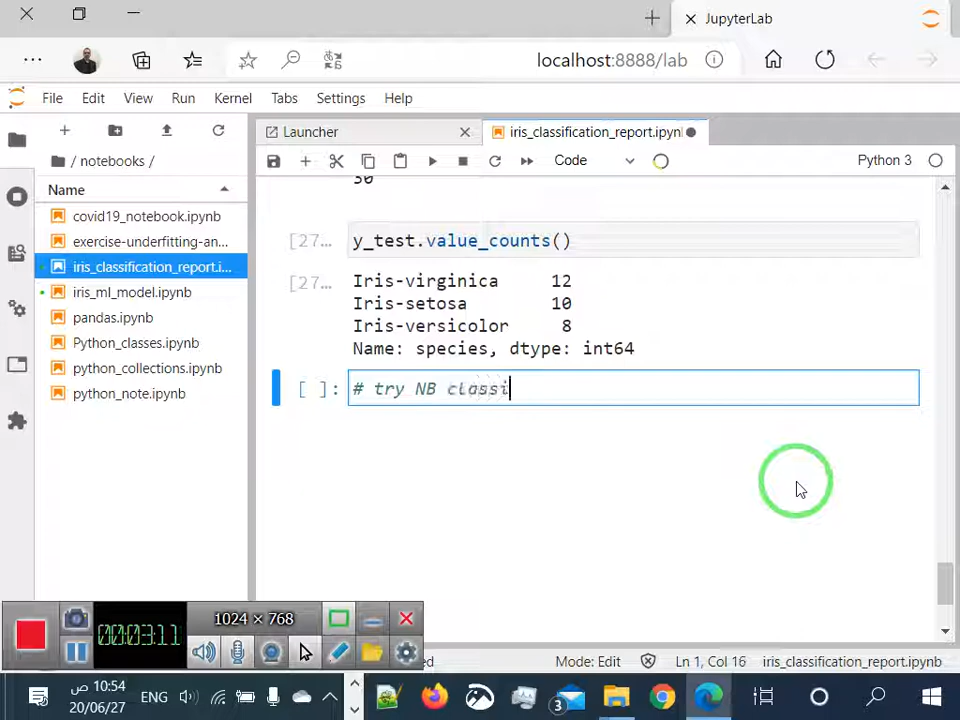 JupyterLab
localhost:8888/lab
File Edit View Run Kernel Tabs Settings Help
Launcher
iris_classification_report.ipynl
/ notebooks /
Code
Python 3
Name
covid19_notebook.ipynb
exercise-underfitting-an...
iris_classification_report.i...
iris_ml_model.ipynb
pandas.ipynb
Python_classes.ipynb
python_collections.ipynb
python_note.ipynb
30
[27... y_test.value_counts()
[27... Iris-virginica 12
Iris-setosa 10
Iris-versicolor 8
Name: species, dtype: int64
[ ]: # try NB classi
1024 × 768
00:03:11
ed
Mode: Edit
Ln 1, Col 16
iris_classification_report.ipynb
10:54 ص
20/06/27
ENG
3